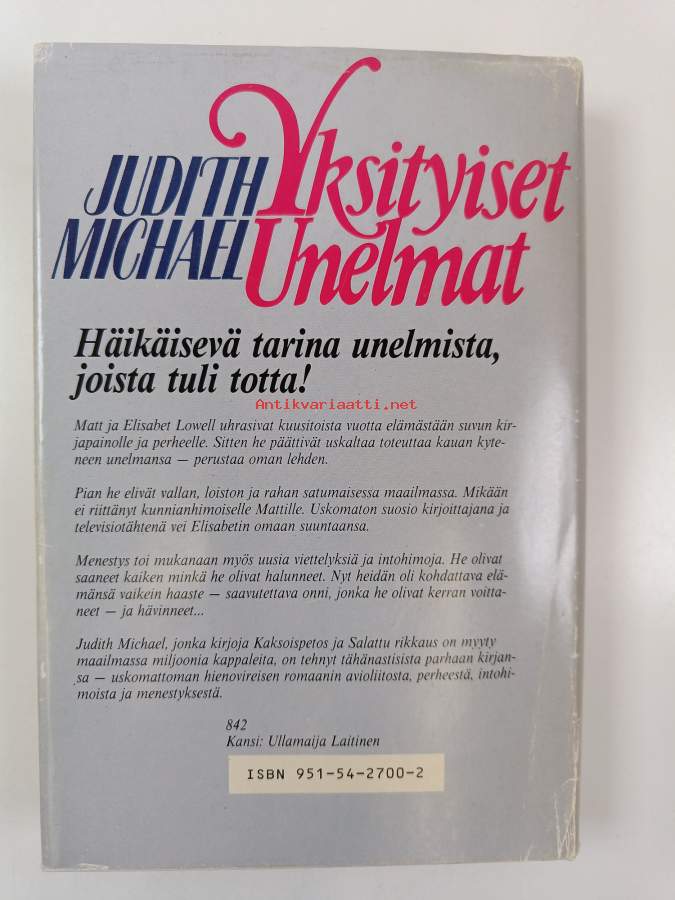 JUDITH
MICHAEL
Yksityiset
Unelmat
Häikäisevä tarina unelmista,
joista tuli totta!
Antikvariaatti.net
Matt ja Elisabet Lowell uhrasivat kuusitoista vuotta elämästään suvun kir-
japainolle ja perheelle. Sitten he päättivät uskaltaa toteuttaa kauan kyte-
neen unelmansa — perustaa oman lehden.
Pian he elivät vallan, loiston ja rahan satumaisessa maailmassa. Mikään
ei riittänyt kunnianhimoiselle Mattille. Uskomaton suosio kirjoittajana ja
televisiotähtenä vei Elisabetin omaan suuntaansa.
Menestys toi mukanaan myös uusia viettelyksiä ja intohimoja. He olivat
saaneet kaiken minkä he olivat halunneet. Nyt heidän oli kohdattava elä-
mänsä vaikein haaste — saavutettava onni, jonka he olivat kerran voitta-
neet — ja hävinneet...
Judith Michael, jonka kirjoja Kaksoispetos ja Salattu rikkaus on myyty
maailmassa miljoonia kappaleita, on tehnyt tähänastisista parhaan kirjan-
sa — uskomattoman hienovireisen romaanin avioliitosta, perheestä, intohi-
moista ja menestyksestä.
842
Kansi: Ullamaija Laitinen
ISBN 951-54-2700-2